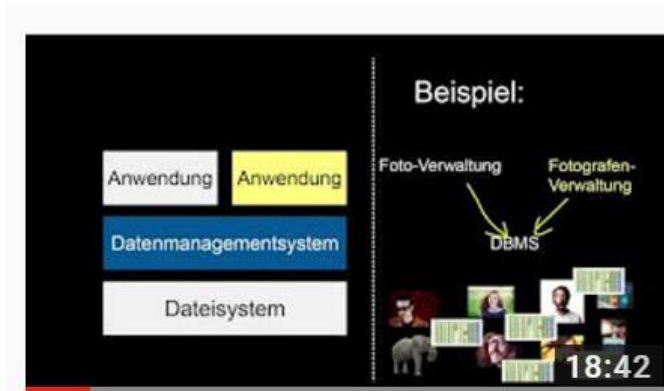 Beispiel:
Anwendung
Anwendung
Datenmanagementsystem
Dateisystem
Foto-Verwaltung
Fotografen-
Verwaltung
DBMS
18:42